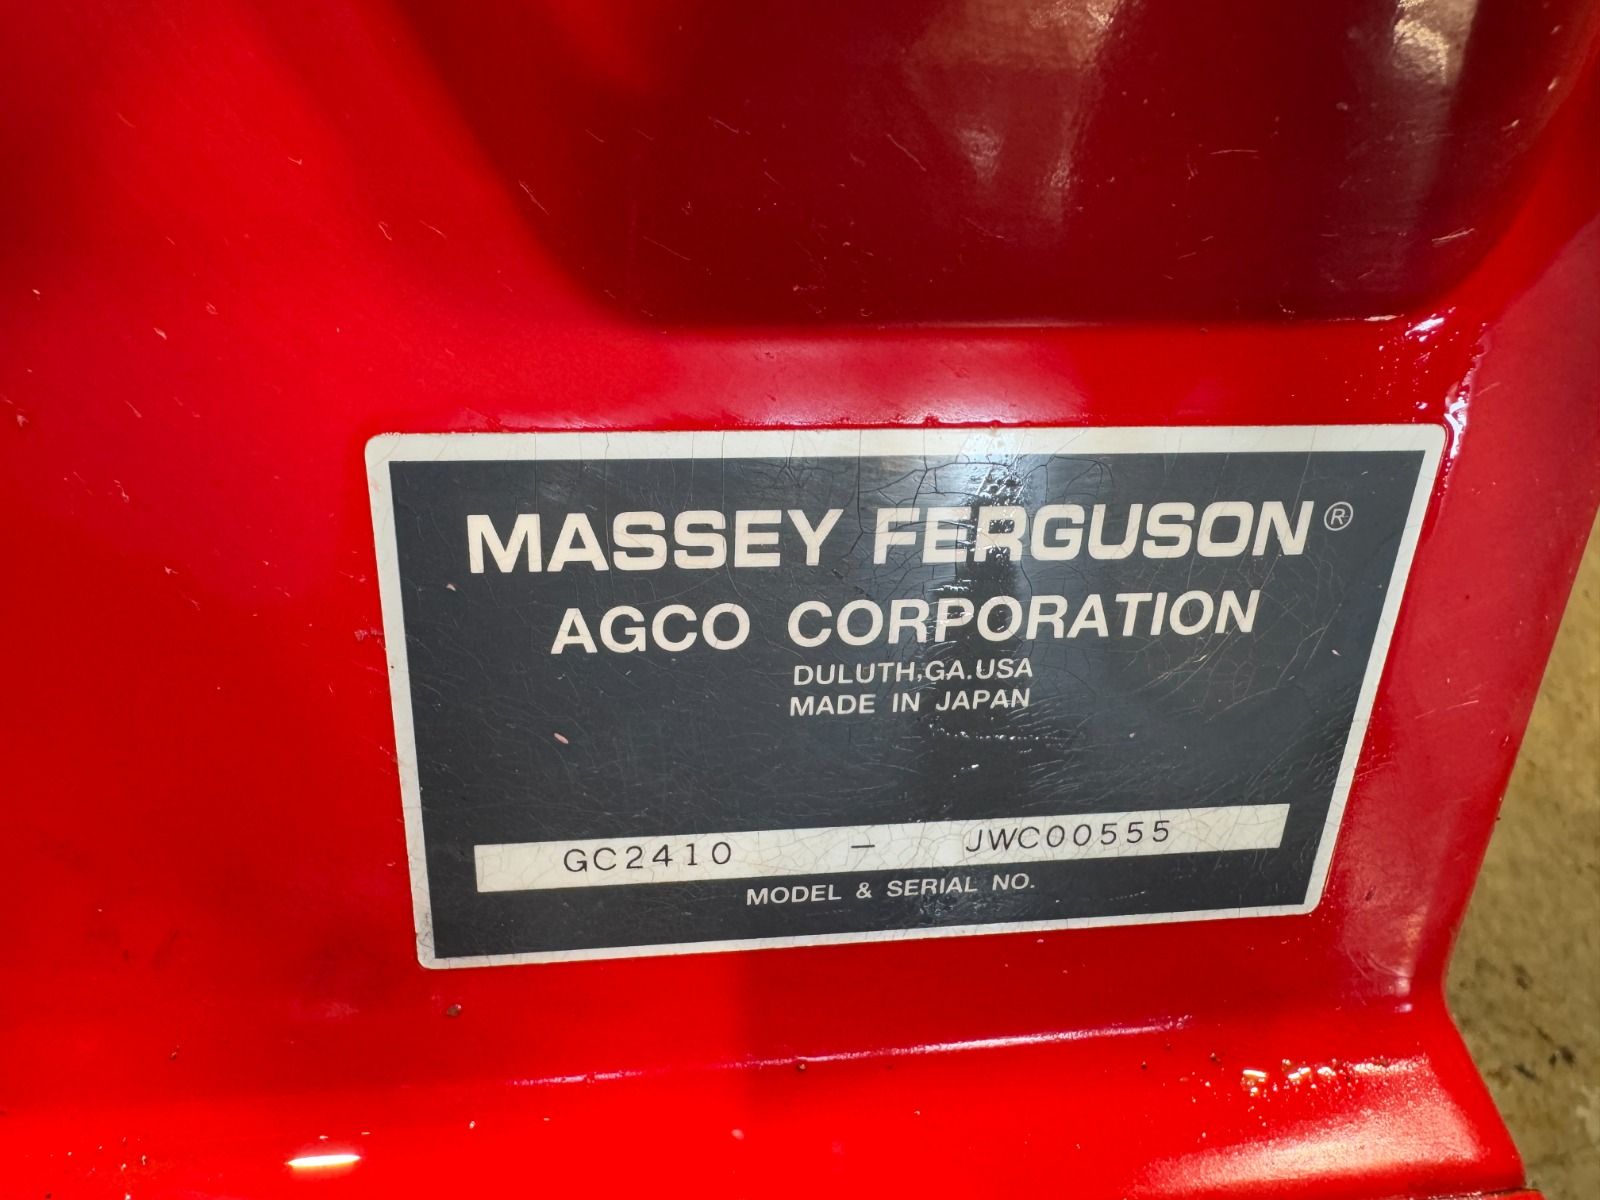 MASSEY FERGUSON®
AGCO CORPORATION
DULUTH,GA.USA
MADE IN JAPAN
GC2410 — JWC00555
MODEL & SERIAL NO.